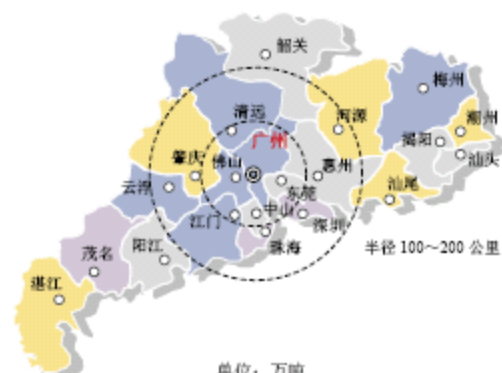 韶关
梅州
清远
河源
潮州
广州
揭阳
肇庆
佛山
惠州
汕头
云浮
东莞
汕尾
江门
中山
深圳
阳江
珠海
半径 100～200 公里
茂名
湛江
单位：万吨